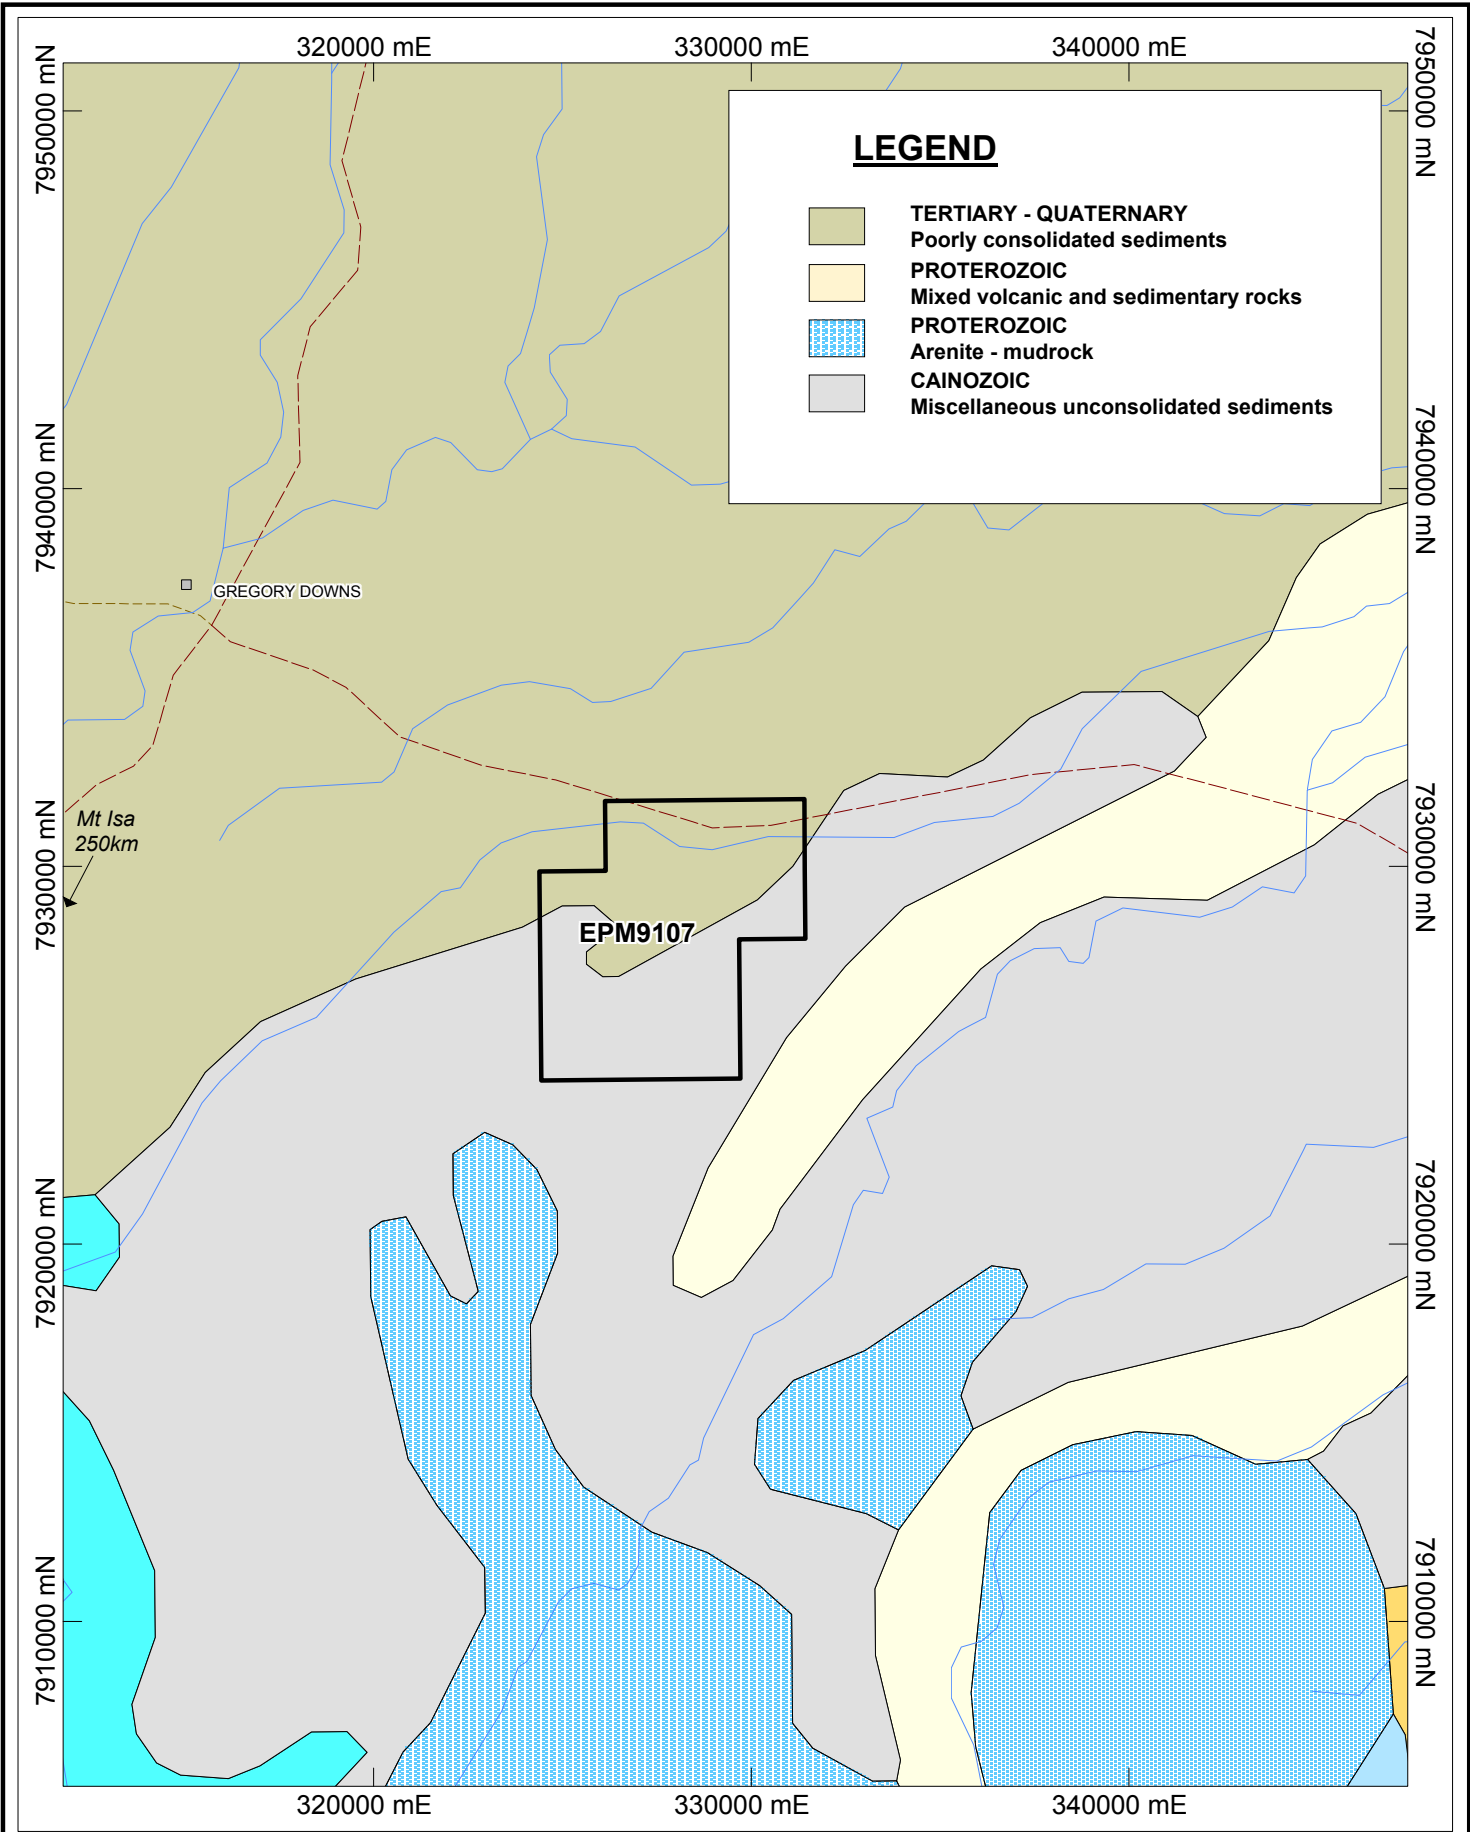 320000 mE
330000 mE
340000 mE
7950000 mN
7950000 mN
LEGEND
TERTIARY - QUATERNARY
Poorly consolidated sediments
PROTEROZOIC
Mixed volcanic and sedimentary rocks
PROTEROZOIC
Arenite - mudrock
CAINOZOIC
Miscellaneous unconsolidated sediments
7940000 mN
7940000 mN
GREGORY DOWNS
Mt Isa
250km
7930000 mN
7930000 mN
EPM9107
7920000 mN
7920000 mN
7910000 mN
7910000 mN
320000 mE
330000 mE
340000 mE